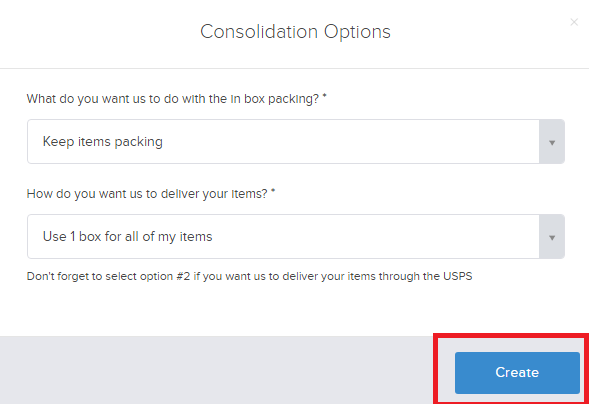 Consolidation Options
×
What do you want us to do with the in box packing? *
Keep items packing
How do you want us to deliver your items? *
Use 1 box for all of my items
Don't forget to select option #2 if you want us to deliver your items through the USPS
Create